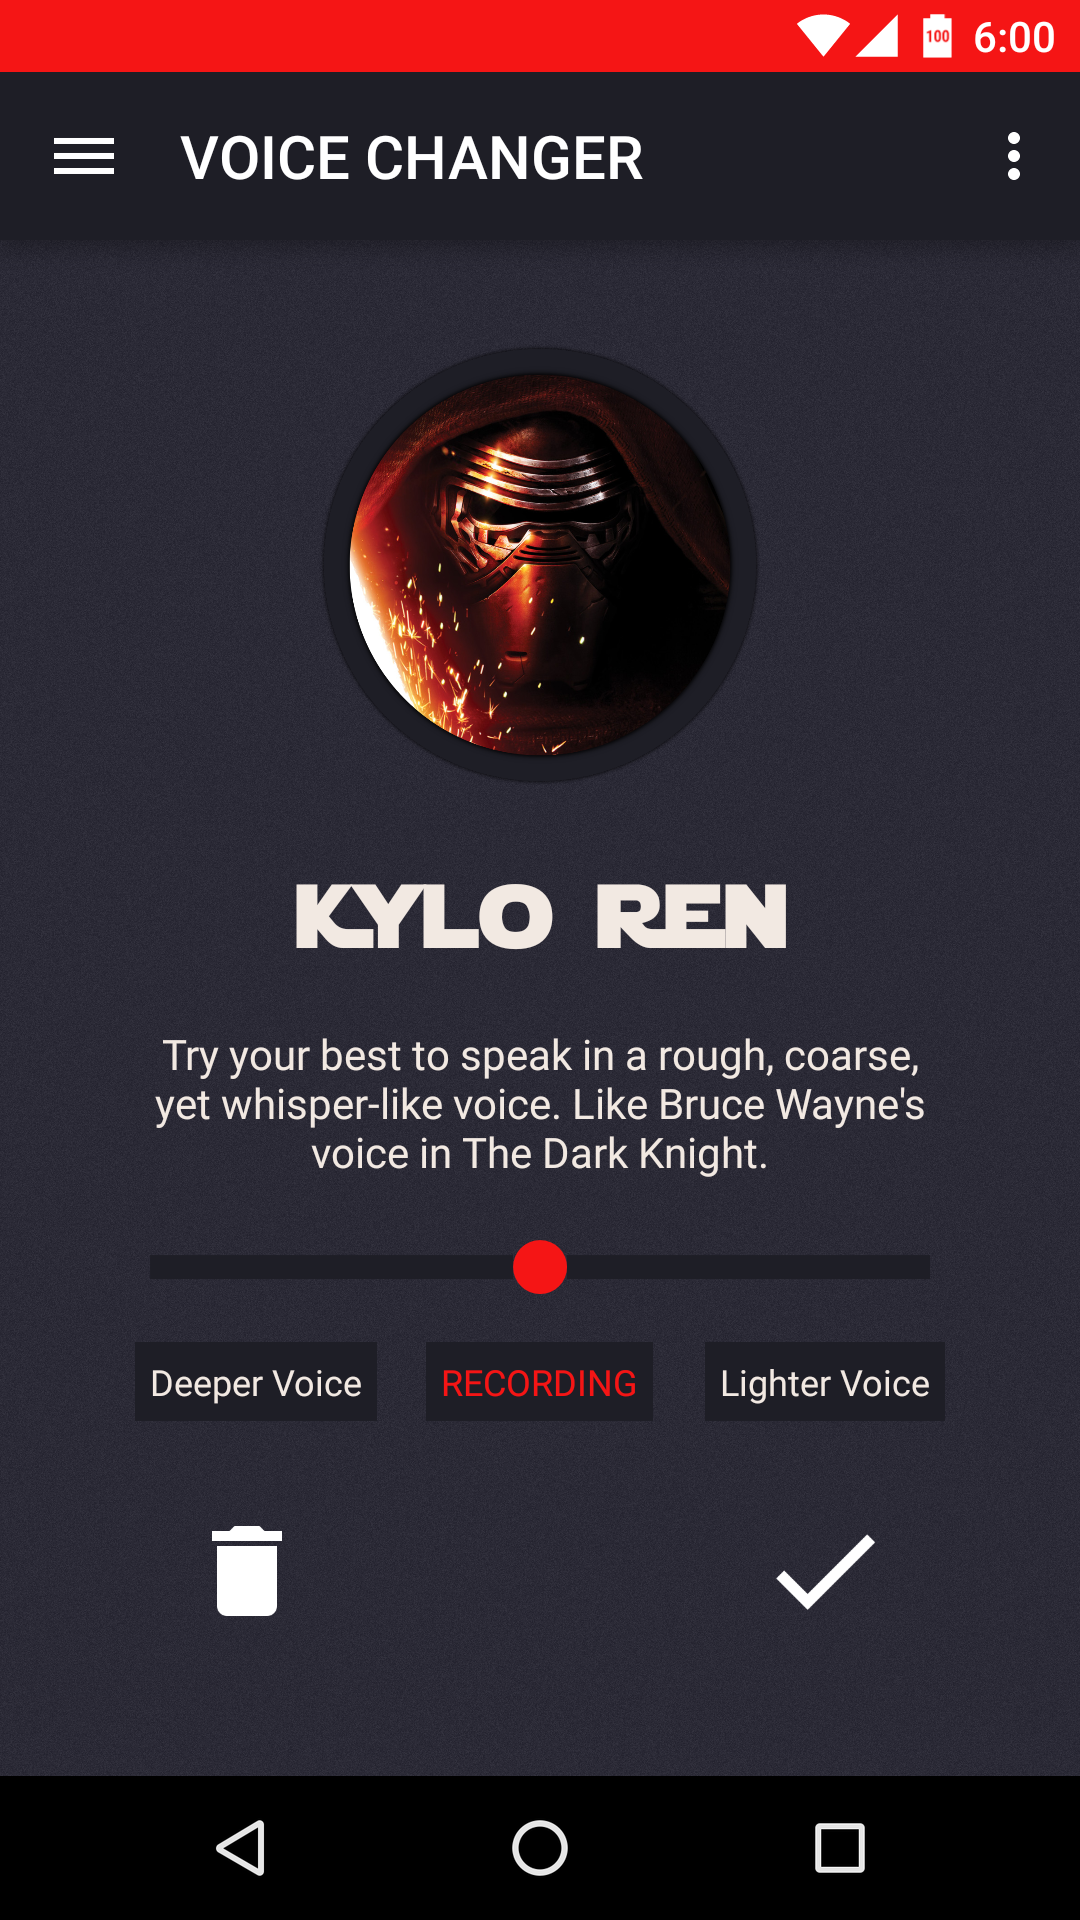 100 6:00
VOICE CHANGER
KYLO REN
Try your best to speak in a rough, coarse,
yet whisper-like voice. Like Bruce Wayne's
voice in The Dark Knight.
Deeper Voice RECORDING Lighter Voice